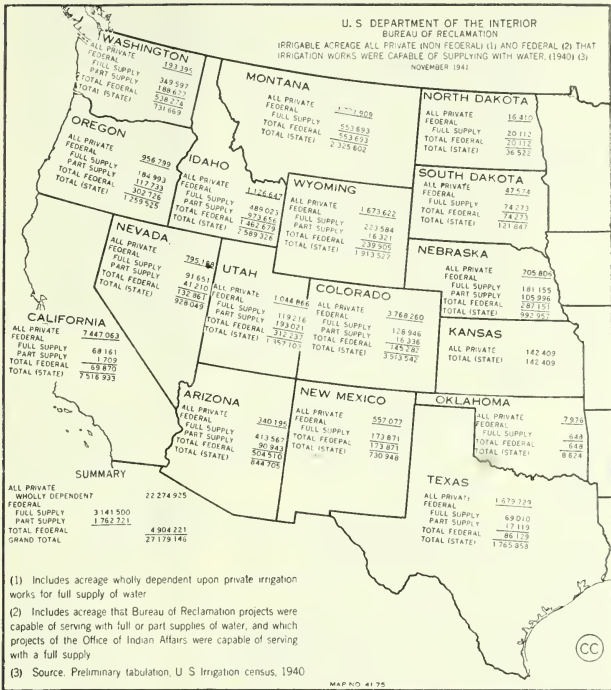 U. S DEPARTMENT OF THE INTERIOR
BUREAU OF RECLAMATION
IRRIGABLE ACREAGE ALL PRIVATE (NON FEDERAL) (1) AND FEDERAL (2) THAT
IRRIGATION WORKS WERE CAPABLE OF SUPPLYING WITH WATER, (1940) (3)
NOVEMBER 1941
WASHINGTON
ALL PRIVATE 193 395
FEDERAL
FULL SUPPLY 349 597
PART SUPPLY 188 677
TOTAL FEDERAL 538 274
TOTAL (STATE) 731 669
OREGON
ALL PRIVATE 956 799
FEDERAL
FULL SUPPLY 184 993
PART SUPPLY 117 733
TOTAL FEDERAL 302 726
TOTAL (STATE) 1 259 525
IDAHO
ALL PRIVATE 1 126 647
FEDERAL
FULL SUPPLY 489 023
PART SUPPLY 973 656
TOTAL FEDERAL 1 462 679
TOTAL (STATE) 2 589 326
MONTANA
ALL PRIVATE
FEDERAL
FULL SUPPLY 553 693
TOTAL FEDERAL 553 693
TOTAL (STATE) 2 325 602
NORTH DAKOTA
ALL PRIVATE 16 410
FEDERAL
FULL SUPPLY 20 112
TOTAL FEDERAL 20 112
TOTAL (STATE) 36 522
SOUTH DAKOTA
ALL PRIVATE 47 574
FEDERAL
FULL SUPPLY 74 273
TOTAL FEDERAL 74 273
TOTAL (STATE) 121 847
WYOMING
ALL PRIVATE 1 673 622
FEDERAL
FULL SUPPLY 223 584
PART SUPPLY 16 321
TOTAL FEDERAL 239 905
TOTAL (STATE) 1 913 527
NEBRASKA
ALL PRIVATE 705 806
FEDERAL
FULL SUPPLY 181 155
PART SUPPLY 105 996
TOTAL FEDERAL 287 151
TOTAL (STATE) 992 957
NEVADA
ALL PRIVATE 795 188
FEDERAL
FULL SUPPLY 91 651
PART SUPPLY 41 210
TOTAL FEDERAL 132 861
TOTAL (STATE) 928 049
UTAH
ALL PRIVATE 1 044 866
FEDERAL
FULL SUPPLY 119 216
PART SUPPLY 193 021
TOTAL FEDERAL 312 237
TOTAL (STATE) 1 357 103
COLORADO
ALL PRIVATE 3 768 260
FEDERAL
FULL SUPPLY 128 946
PART SUPPLY 16 336
TOTAL FEDERAL 145 282
TOTAL (STATE) 3 913 542
KANSAS
ALL PRIVATE 142 409
TOTAL (STATE) 142 409
CALIFORNIA
ALL PRIVATE 7 447 063
FEDERAL
FULL SUPPLY 68 161
PART SUPPLY 1 709
TOTAL FEDERAL 69 870
TOTAL (STATE) 7 516 933
ARIZONA
ALL PRIVATE 340 195
FEDERAL
FULL SUPPLY 413 567
PART SUPPLY 90 943
TOTAL FEDERAL 504 510
TOTAL (STATE) 844 705
NEW MEXICO
ALL PRIVATE 557 077
FEDERAL
FULL SUPPLY 173 871
TOTAL FEDERAL 173 871
TOTAL (STATE) 730 948
OKLAHOMA
ALL PRIVATE 7 976
FEDERAL
FULL SUPPLY 648
TOTAL FEDERAL 648
TOTAL (STATE) 8 624
TEXAS
ALL PRIVATE 1 679 729
FEDERAL
FULL SUPPLY 69 010
PART SUPPLY 17 119
TOTAL FEDERAL 86 129
TOTAL (STATE) 1 765 858
SUMMARY
ALL PRIVATE
WHOLLY DEPENDENT 22 274 925
FEDERAL
FULL SUPPLY 3 141 500
PART SUPPLY 1 762 721
TOTAL FEDERAL 4 904 221
GRAND TOTAL 27 179 146
(1) Includes acreage wholly dependent upon private irrigation
works for full supply of water
(2) Includes acreage that Bureau of Reclamation projects were
capable of serving with full or part supplies of water, and which
projects of the Office of Indian Affairs were capable of serving
with a full supply
(3) Source. Preliminary tabulation, U S Irrigation census, 1940
MAP NO 41 75
CC